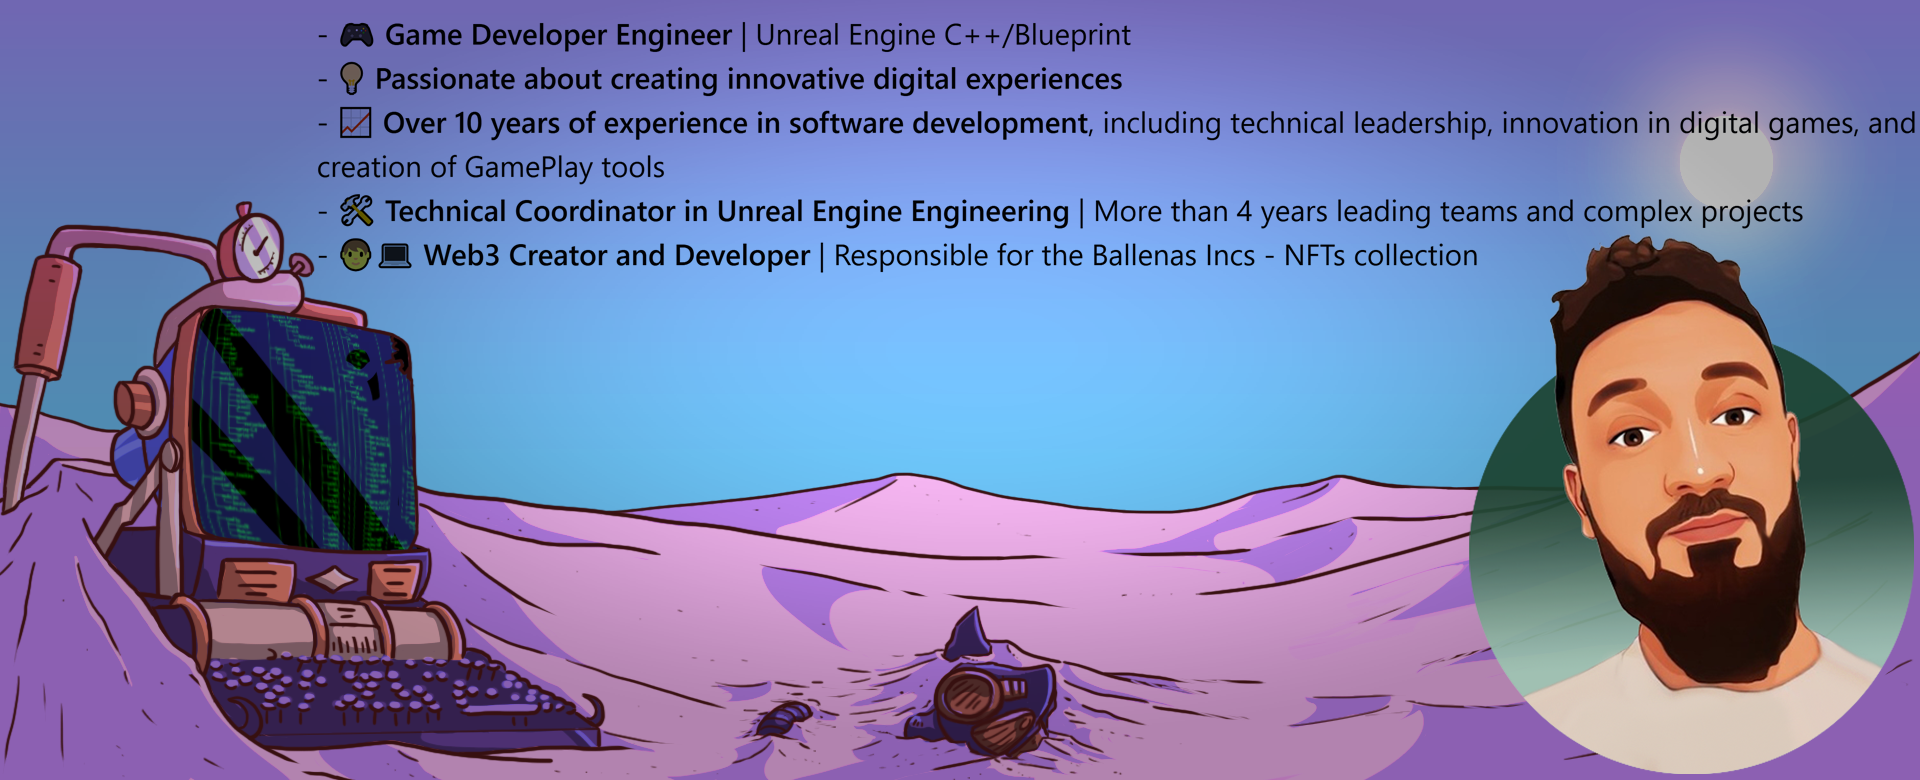 - 🎮 Game Developer Engineer | Unreal Engine C++/Blueprint
- 💡 Passionate about creating innovative digital experiences
- 📈 Over 10 years of experience in software development, including technical leadership, innovation in digital games, and
creation of GamePlay tools
- 🛠 Technical Coordinator in Unreal Engine Engineering | More than 4 years leading teams and complex projects
- 🧑💻 Web3 Creator and Developer | Responsible for the Ballenas Incs - NFTs collection